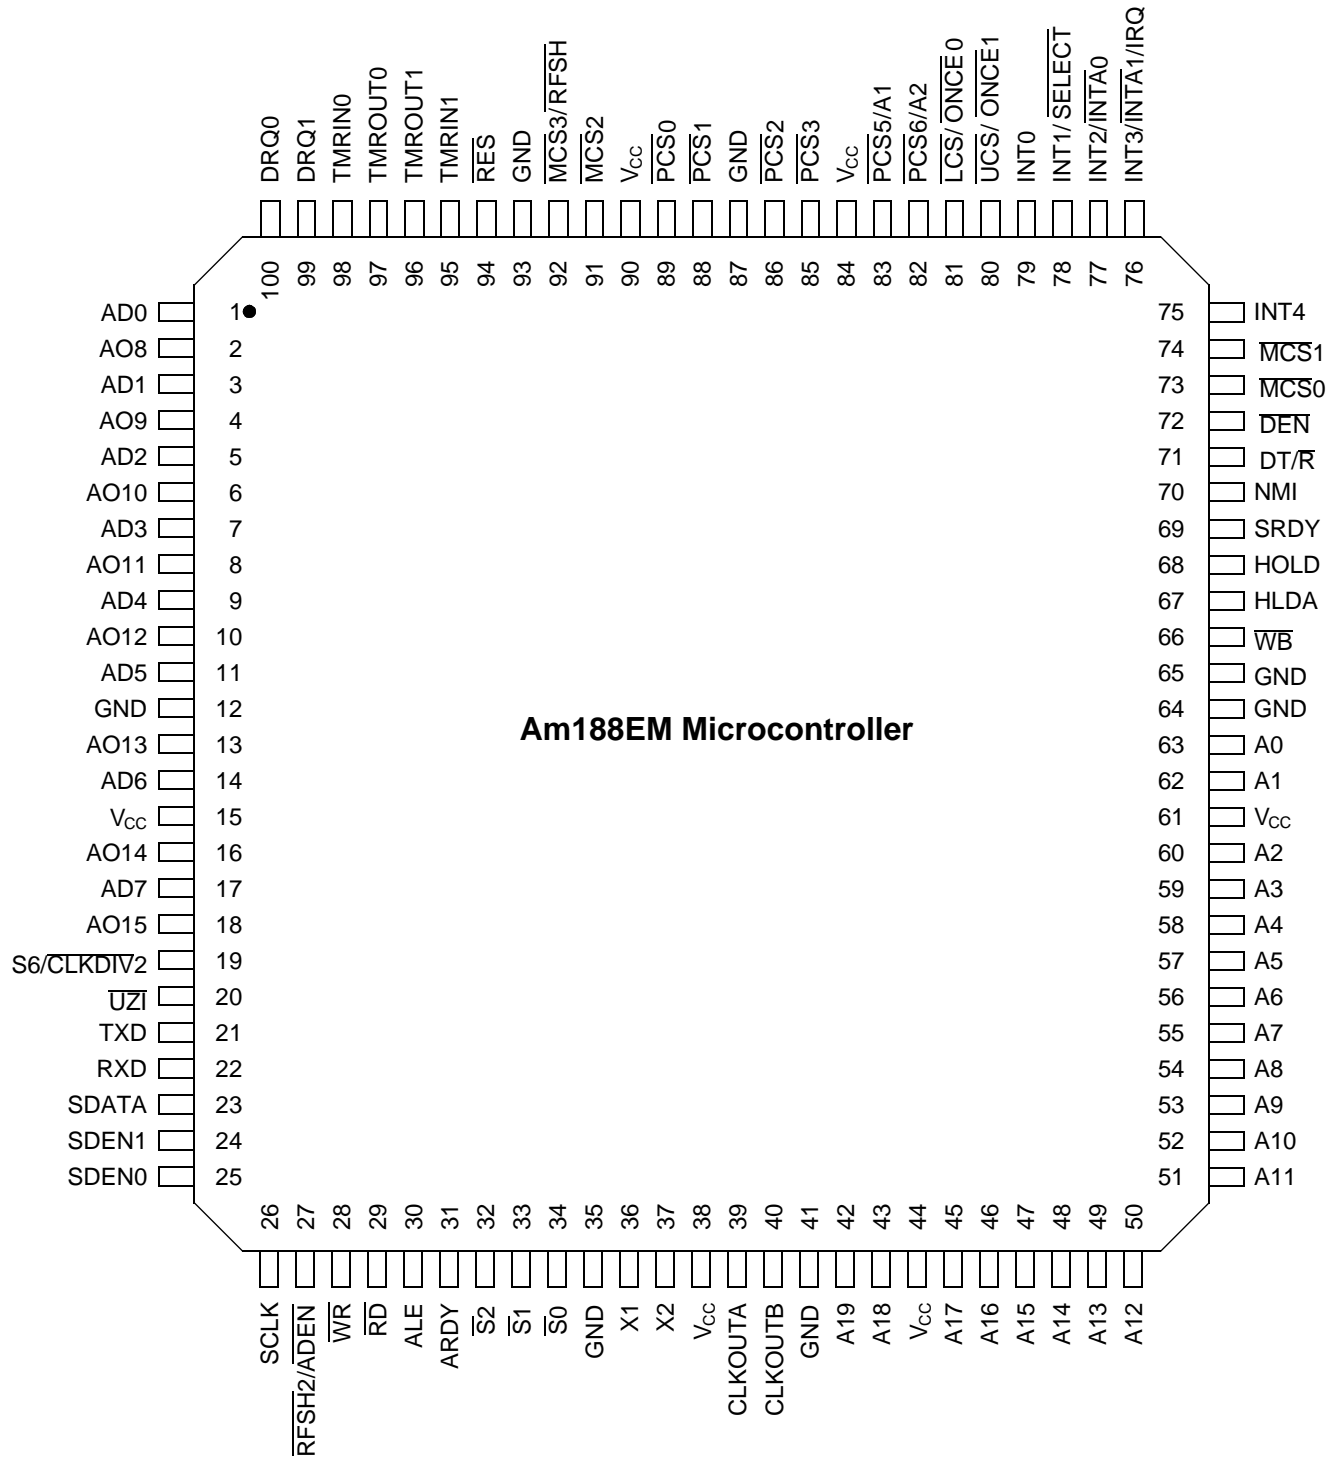 DRQ0
DRQ1
TMRIN0
TMROUT0
TMROUT1
TMRIN1
RES
GND
MCS3/RFSH
MCS2
VCC
PCS0
PCS1
GND
PCS2
PCS3
VCC
PCS5/A1
PCS6/A2
LCS/ONCE0
UCS/ONCE1
INT0
INT1/SELECT
INT2/INTA0
INT3/INTA1/IRQ
100
99
98
97
96
95
94
93
92
91
90
89
88
87
86
85
84
83
82
81
80
79
78
77
76
AD0 1
AO8 2
AD1 3
AO9 4
AD2 5
AO10 6
AD3 7
AO11 8
AD4 9
AO12 10
AD5 11
GND 12
AO13 13
AD6 14
VCC 15
AO14 16
AD7 17
AO15 18
S6/CLKDIV2 19
UZI 20
TXD 21
RXD 22
SDATA 23
SDEN1 24
SDEN0 25
Am188EM Microcontroller
75 INT4
74 MCS1
73 MCS0
72 DEN
71 DT/R
70 NMI
69 SRDY
68 HOLD
67 HLDA
66 WB
65 GND
64 GND
63 A0
62 A1
61 VCC
60 A2
59 A3
58 A4
57 A5
56 A6
55 A7
54 A8
53 A9
52 A10
51 A11
26
27
28
29
30
31
32
33
34
35
36
37
38
39
40
41
42
43
44
45
46
47
48
49
50
SCLK
RFSH2/ADEN
WR
RD
ALE
ARDY
S2
S1
S0
GND
X1
X2
VCC
CLKOUTA
CLKOUTB
GND
A19
A18
VCC
A17
A16
A15
A14
A13
A12